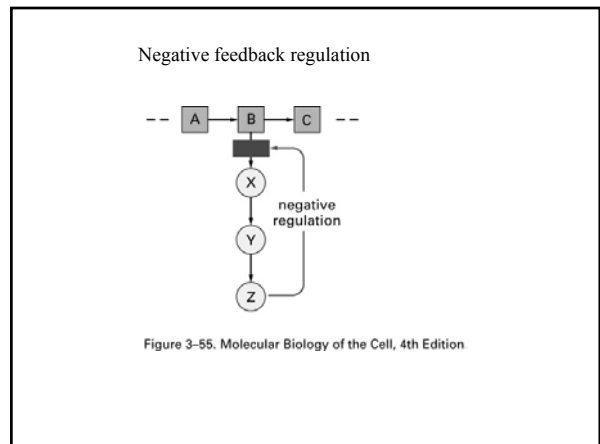 Negative feedback regulation
A B C
X
negative
regulation
Y
Z
Figure 3–55. Molecular Biology of the Cell, 4th Edition.